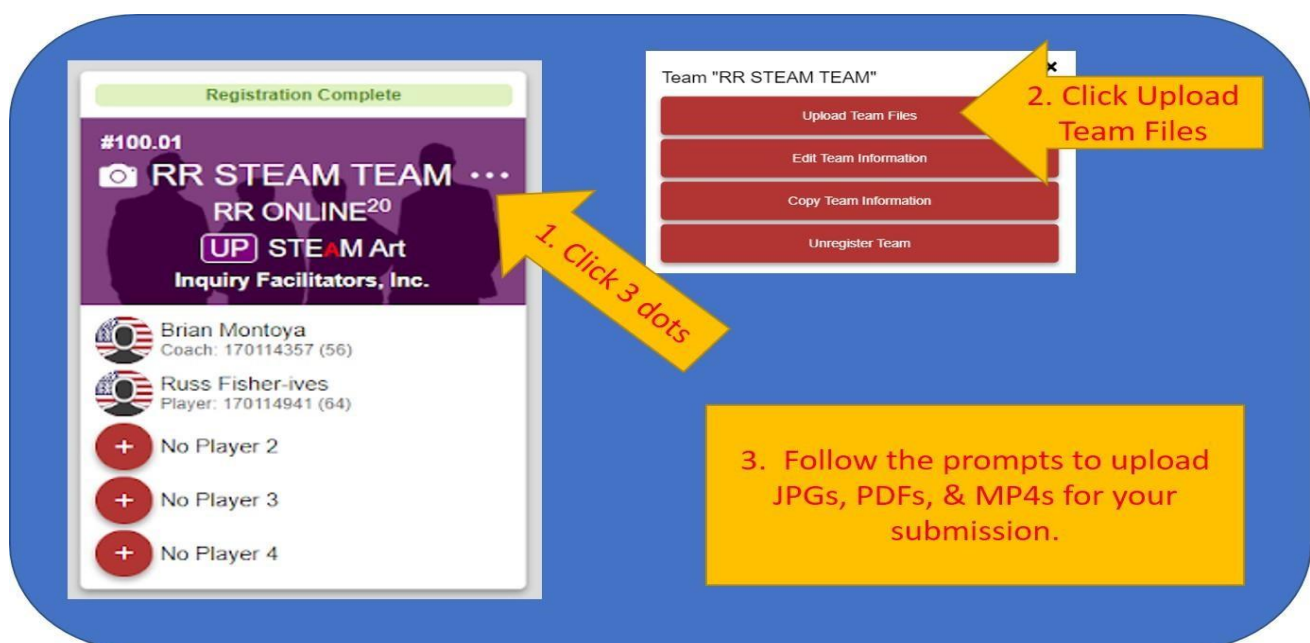 Registration Complete
#100.01
RR STEAM TEAM ...
RR ONLINE20
UP STEAM Art
Inquiry Facilitators, Inc.
Brian Montoya
Coach: 170114357 (56)
Russ Fisher-ives
Player: 170114941 (64)
+ No Player 2
+ No Player 3
+ No Player 4
1. Click 3 dots
Team "RR STEAM TEAM"
Upload Team Files
Edit Team Information
Copy Team Information
Unregister Team
2. Click Upload
Team Files
3. Follow the prompts to upload
JPGs, PDFs, & MP4s for your
submission.